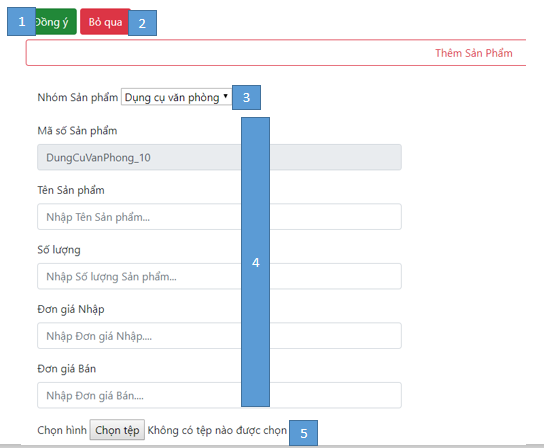 1 Đồng ý Bỏ qua 2
Thêm Sản Phẩm
Nhóm Sản phẩm Dụng cụ văn phòng 3
Mã số Sản phẩm
DungCuVanPhong_10
Tên Sản phẩm
Nhập Tên Sản phẩm...
Số lượng
Nhập Số lượng Sản phẩm...
4
Đơn giá Nhập
Nhập Đơn giá Nhập....
Đơn giá Bán
Nhập Đơn giá Bán....
Chọn hình Chọn tệp Không có tệp nào được chọn 5